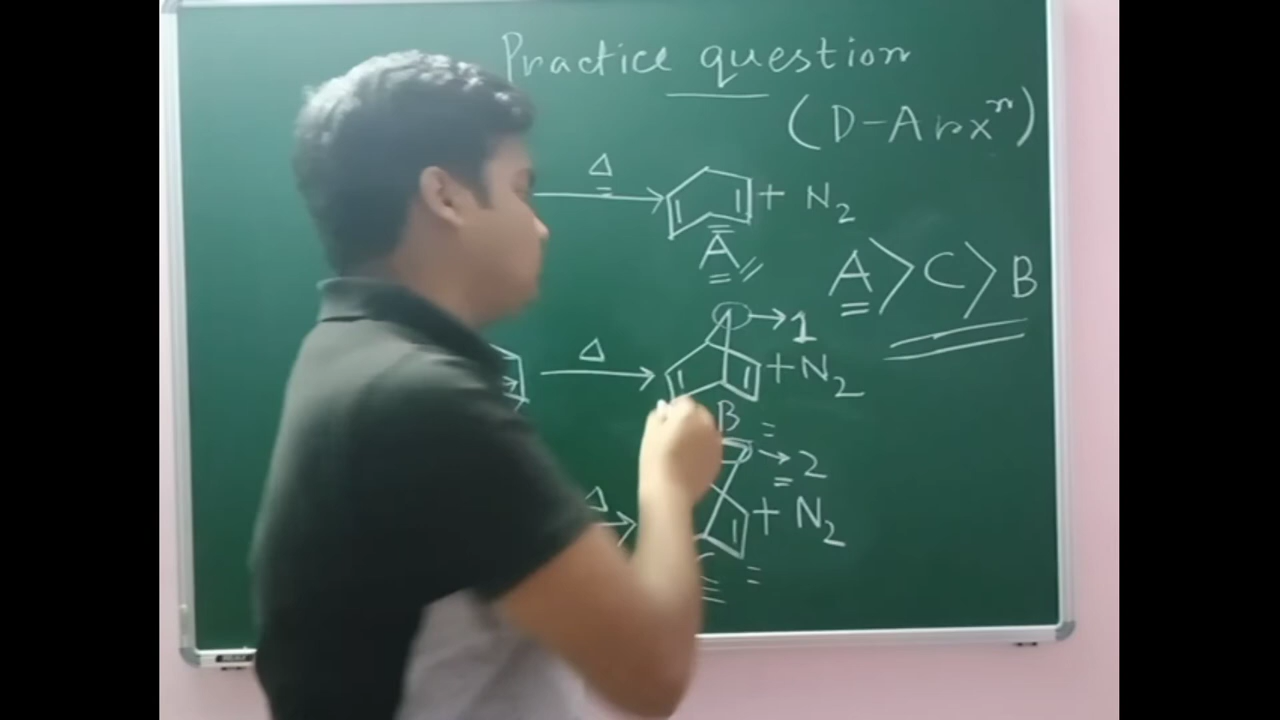 Practice question
(D-A rxⁿ)
Δ
+ N₂
A
A > C > B
→ 1
Δ
+ N₂
B
→ 2
Δ
+ N₂